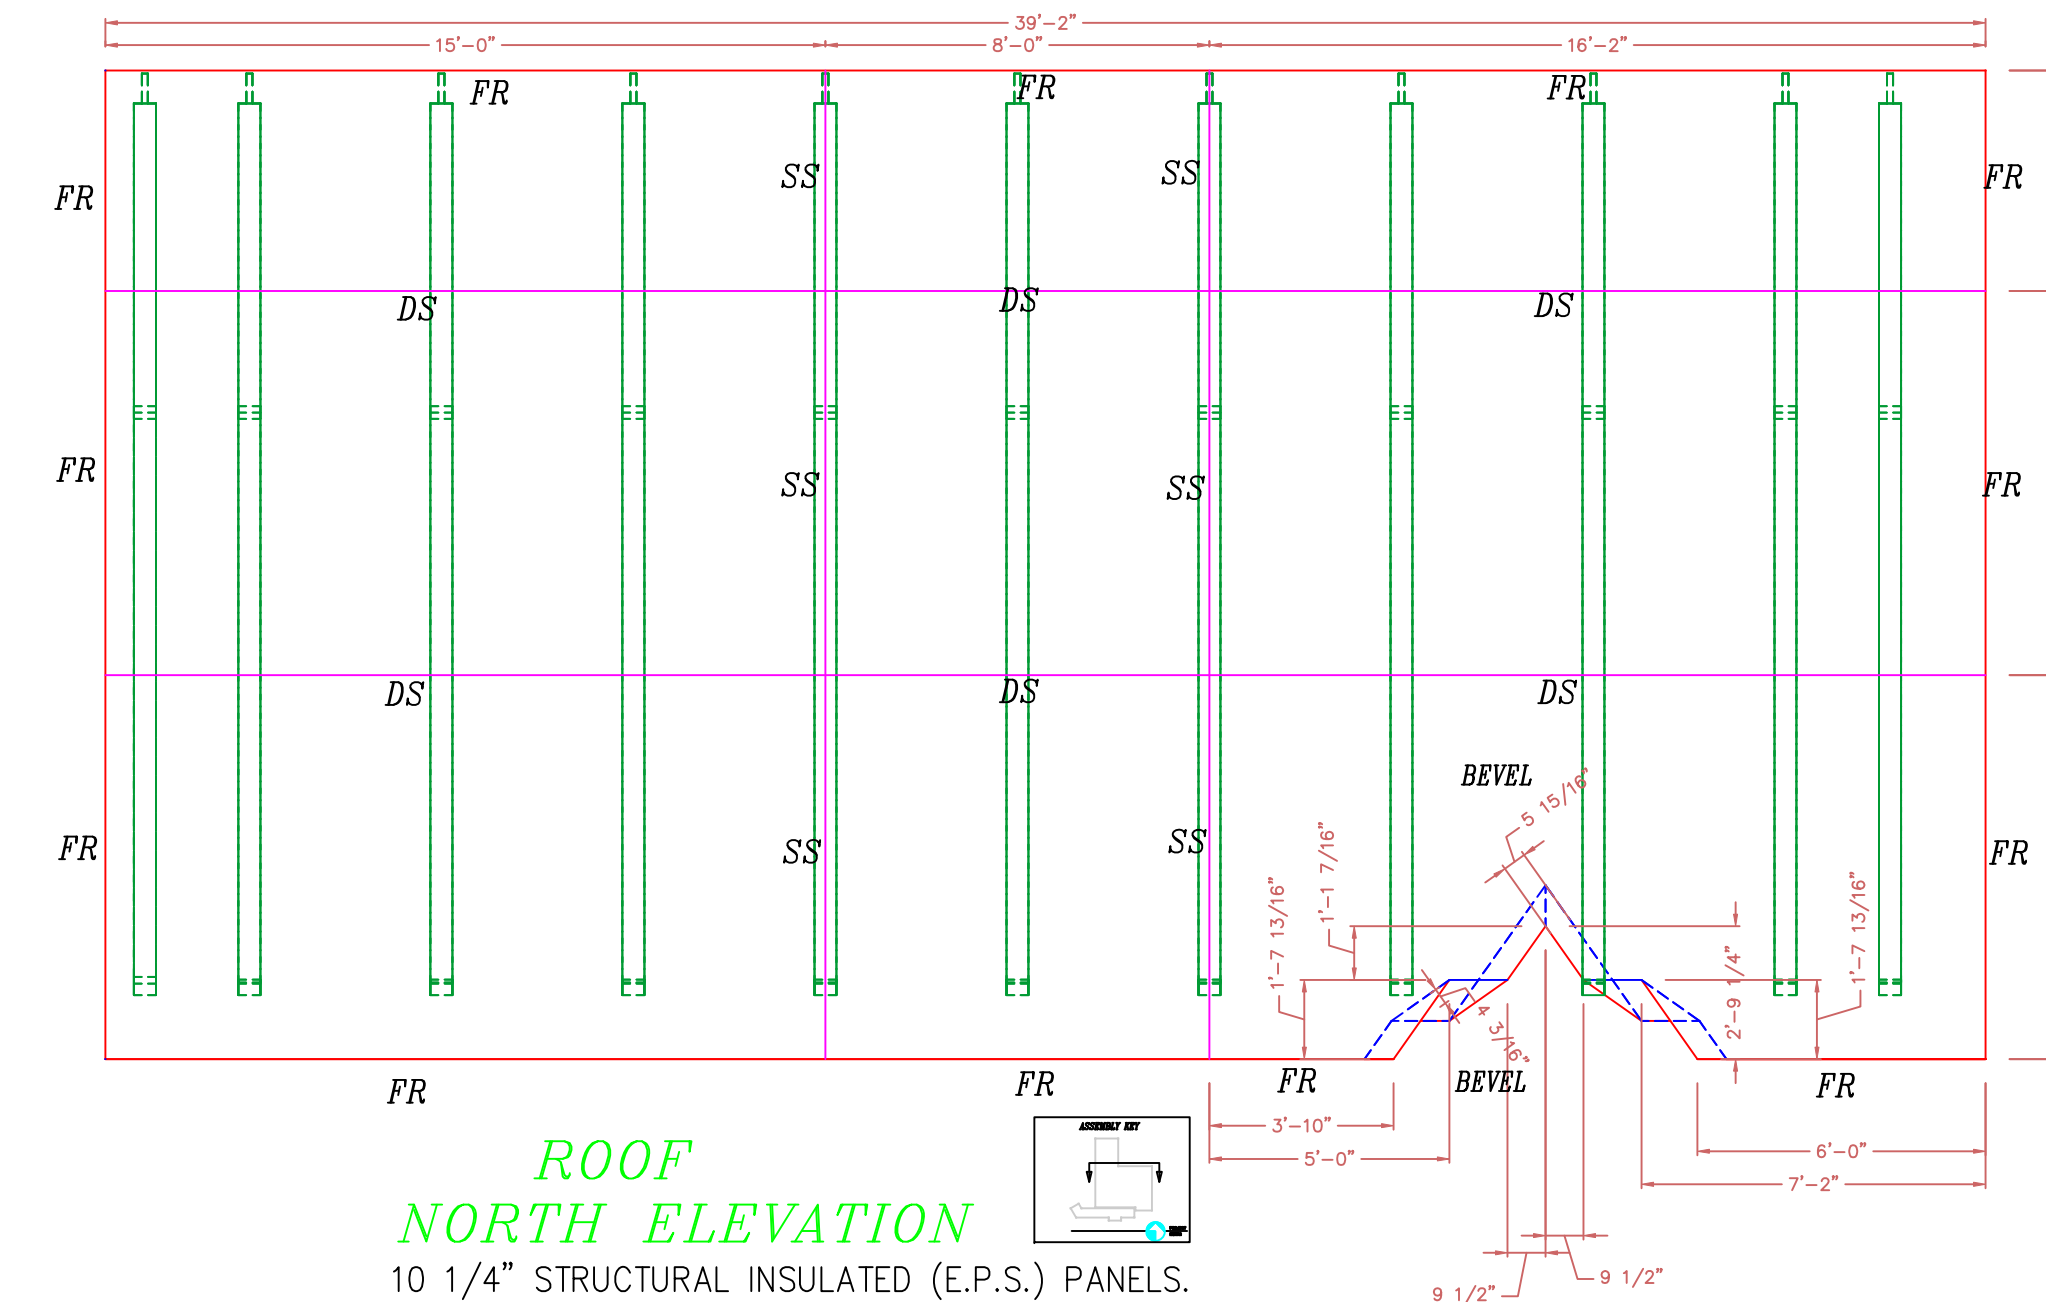 39'-2"
15'-0" 8'-0" 16'-2"
FR FR FR
SS SS
FR FR
DS DS DS
FR SS SS FR
DS DS DS
BEVEL
5 15/16"
FR SS SS FR
1'-7 13/16" 1'-1 7/16" 2'-9 1/4" 1'-7 13/16"
4 3/16"
FR FR FR BEVEL FR
3'-10"
5'-0" 6'-0"
7'-2"
ASSEMBLY KEY
ROOF
NORTH ELEVATION
9 1/2" 9 1/2"
10 1/4" STRUCTURAL INSULATED (E.P.S.) PANELS.